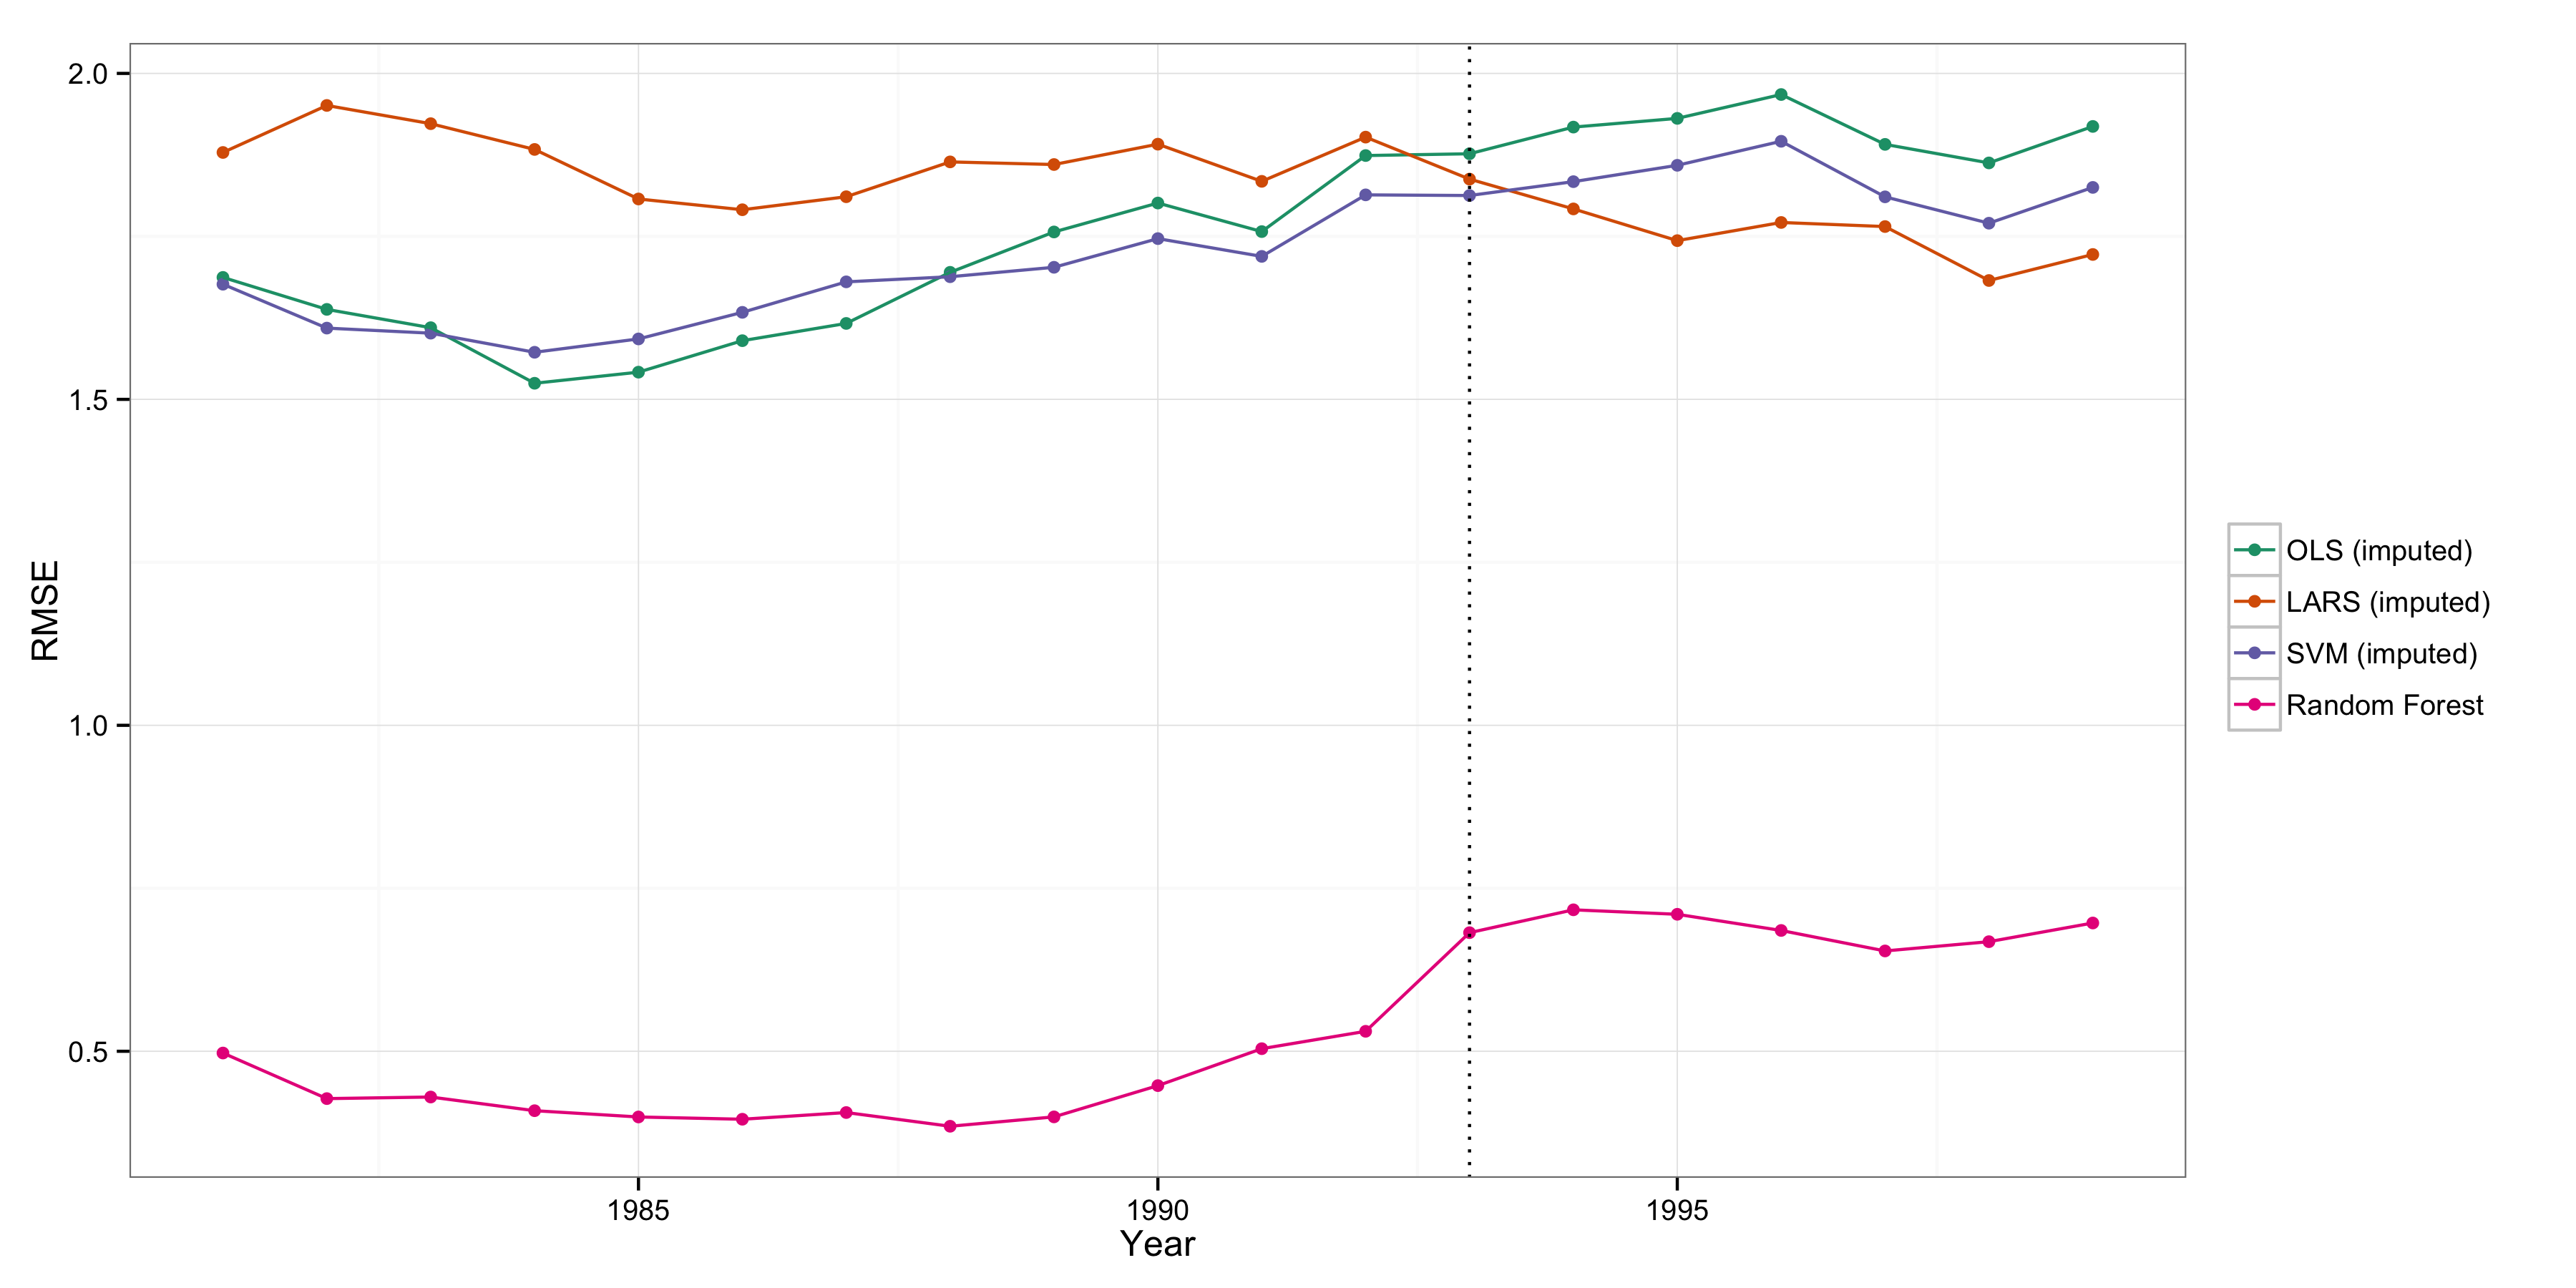 2.0
1.5
1.0
0.5
RMSE
1985
1990
1995
Year
OLS (imputed)
LARS (imputed)
SVM (imputed)
Random Forest